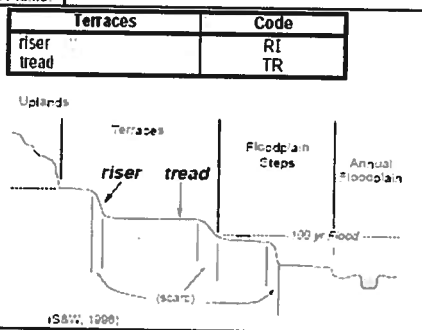 Terraces Code
riser RI
tread TR
Uplands
Terraces
Floodplain
Steps
Annual
Floodplain
riser tread
100 yr Flood
(scarp)
(S&W, 1996)